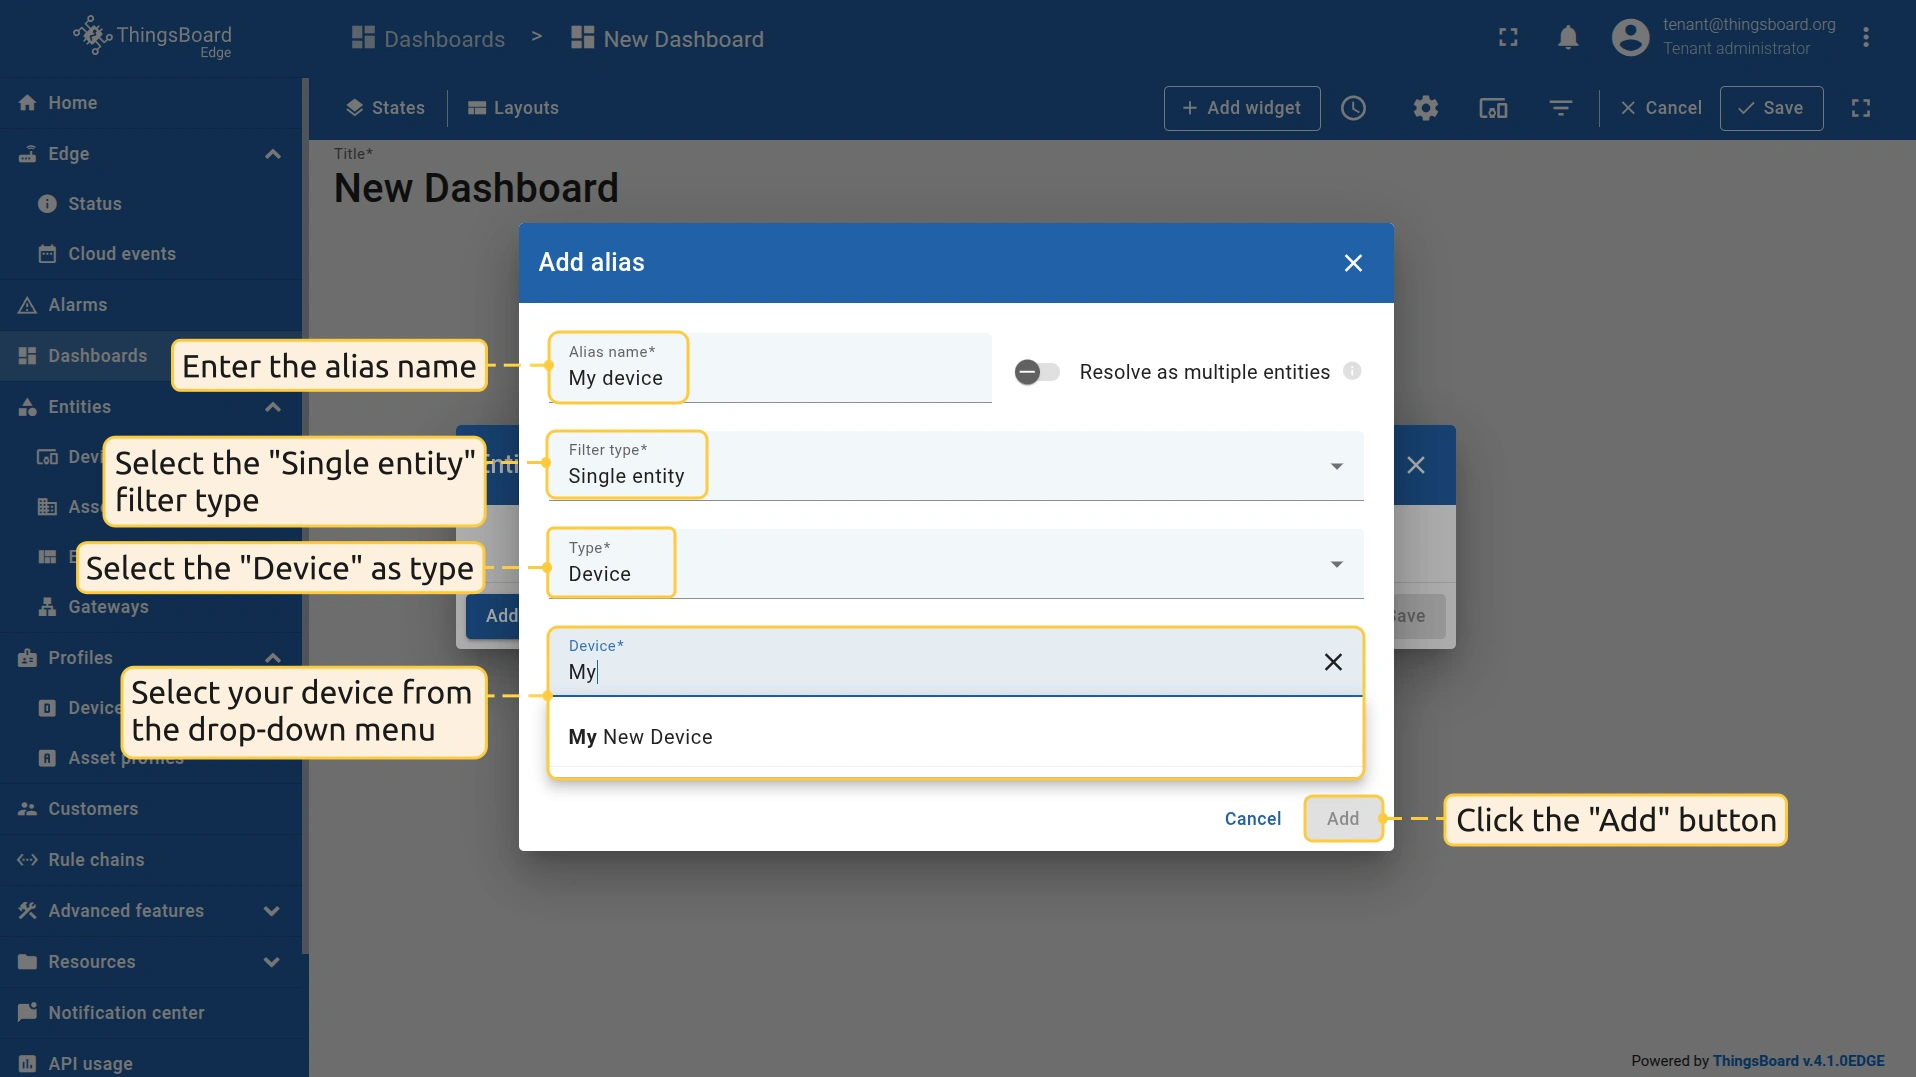 ThingsBoard
Edge
Dashboards > New Dashboard
tenant@thingsboard.org
Tenant administrator
States
Layouts
+ Add widget
Cancel
Save
Home
Edge
Status
Cloud events
Alarms
Dashboards
Entities
Devi
Ass
Gateways
Profiles
Device
Asset profiles
Customers
Rule chains
Advanced features
Resources
Notification center
API usage
Title*
New Dashboard
Add alias
Enter the alias name
Alias name*
My device
Resolve as multiple entities
Select the "Single entity"
filter type
Enti
Filter type*
Single entity
Select the "Device" as type
Type*
Device
Add
Save
Select your device from
the drop-down menu
Device*
My
My New Device
Cancel
Add
Click the "Add" button
Powered by ThingsBoard v.4.1.0EDGE